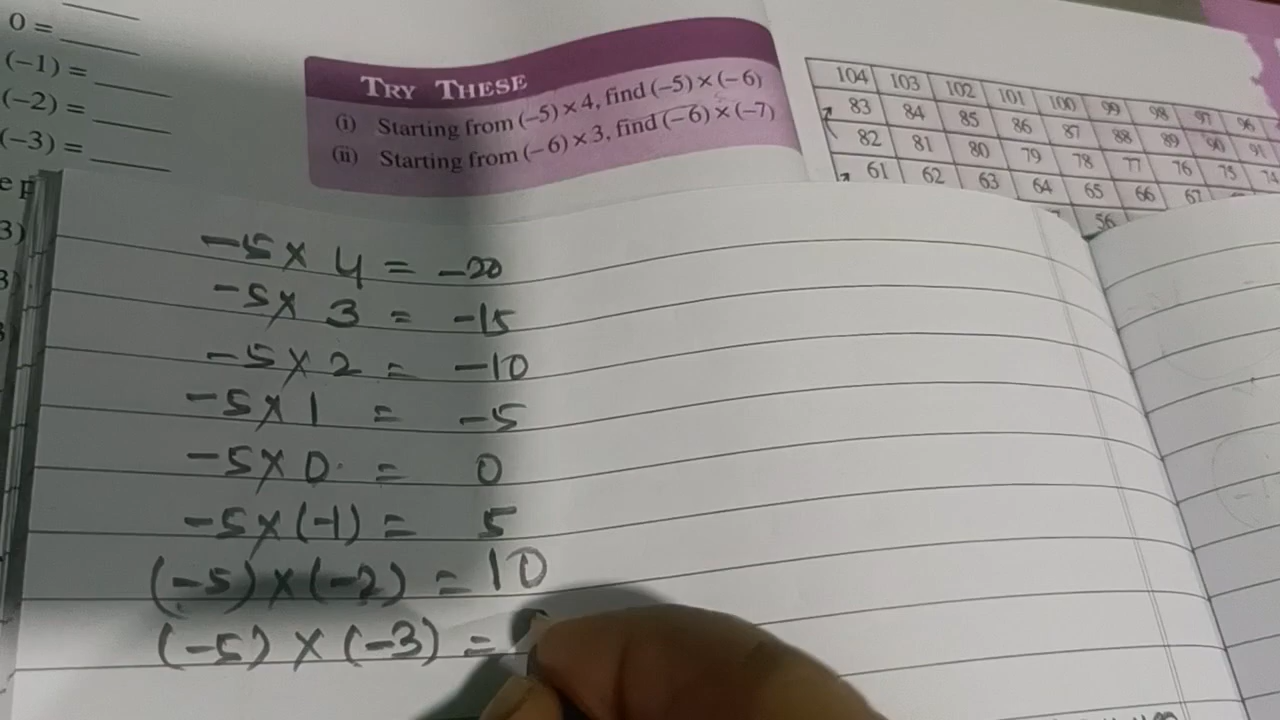 0 =
(-1) =
(-2) =
(-3) =
3)
TRY THESE
(i) Starting from (-5) × 4, find (-5) × (-6)
(ii) Starting from (-6) × 3, find (-6) × (-7)
104 103 102 101 100 99 98 97 96
83 84 85 86 87 88 89 90 91
82 81 80 79 78 77 76 75 74
61 62 63 64 65 66 67
56
-5 × 4 = -20
-5 × 3 = -15
-5 × 2 = -10
-5 × 1 = -5
-5 × 0 = 0
-5 × (-1) = 5
(-5) × (-2) = 10
(-5) × (-3) =